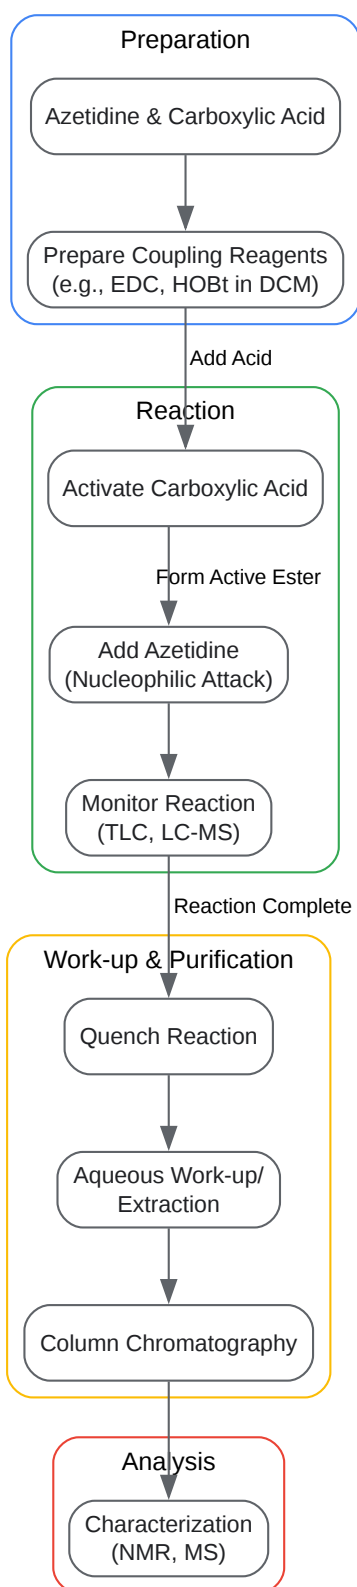 Preparation
Azetidine & Carboxylic Acid
Prepare Coupling Reagents
(e.g., EDC, HOBt in DCM)
Add Acid
Reaction
Activate Carboxylic Acid
Form Active Ester
Add Azetidine
(Nucleophilic Attack)
Monitor Reaction
(TLC, LC-MS)
Reaction Complete
Work-up & Purification
Quench Reaction
Aqueous Work-up/
Extraction
Column Chromatography
Analysis
Characterization
(NMR, MS)